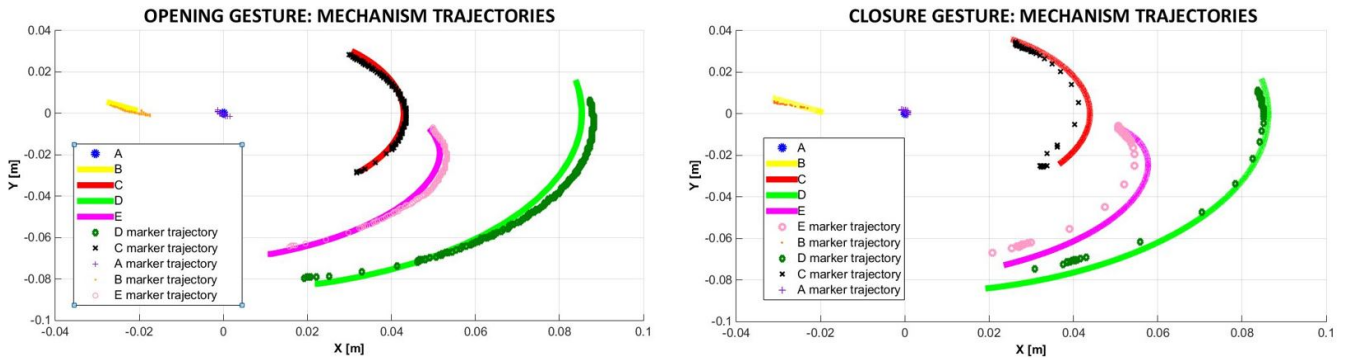 OPENING GESTURE: MECHANISM TRAJECTORIES
0.04
0.02
0
-0.02
-0.04
-0.06
-0.08
-0.1
Y [m]
A
B
C
D
E
D marker trajectory
C marker trajectory
A marker trajectory
B marker trajectory
E marker trajectory
-0.04
-0.02
0
0.02
0.04
0.06
0.08
0.1
X [m]
CLOSURE GESTURE: MECHANISM TRAJECTORIES
0.04
0.02
0
-0.02
-0.04
-0.06
-0.08
-0.1
Y [m]
A
B
C
D
E
E marker trajectory
B marker trajectory
D marker trajectory
C marker trajectory
A marker trajectory
-0.04
-0.02
0
0.02
0.04
0.06
0.08
0.1
X [m]